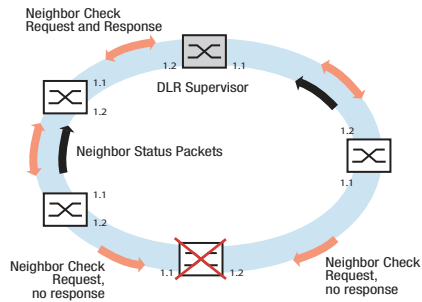 Neighbor Check
Request and Response
1.2
1.1
DLR Supervisor
1.1
1.2
1.2
1.1
Neighbor Status Packets
1.1
1.2
1.1
1.2
Neighbor Check
Request,
no response
Neighbor Check
Request,
no response